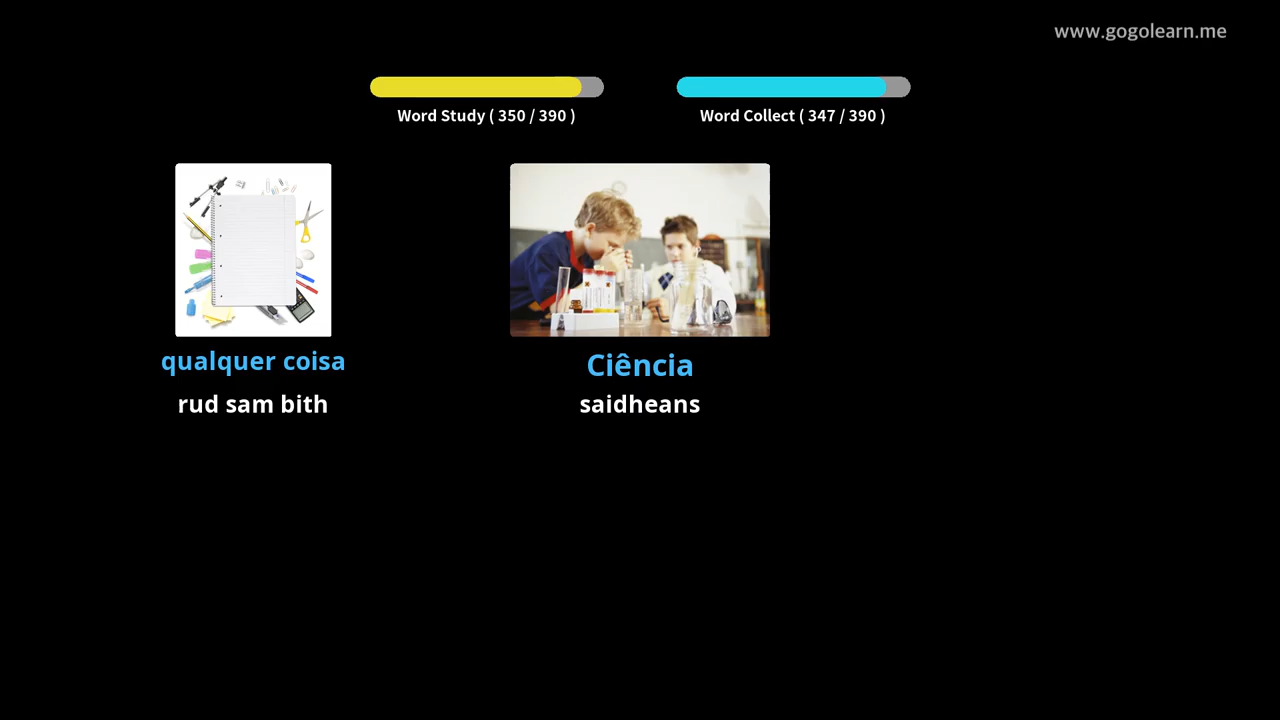 www.gogolearn.me
Word Study ( 350 / 390 )
Word Collect ( 347 / 390 )
qualquer coisa
Ciência
rud sam bith
saidheans